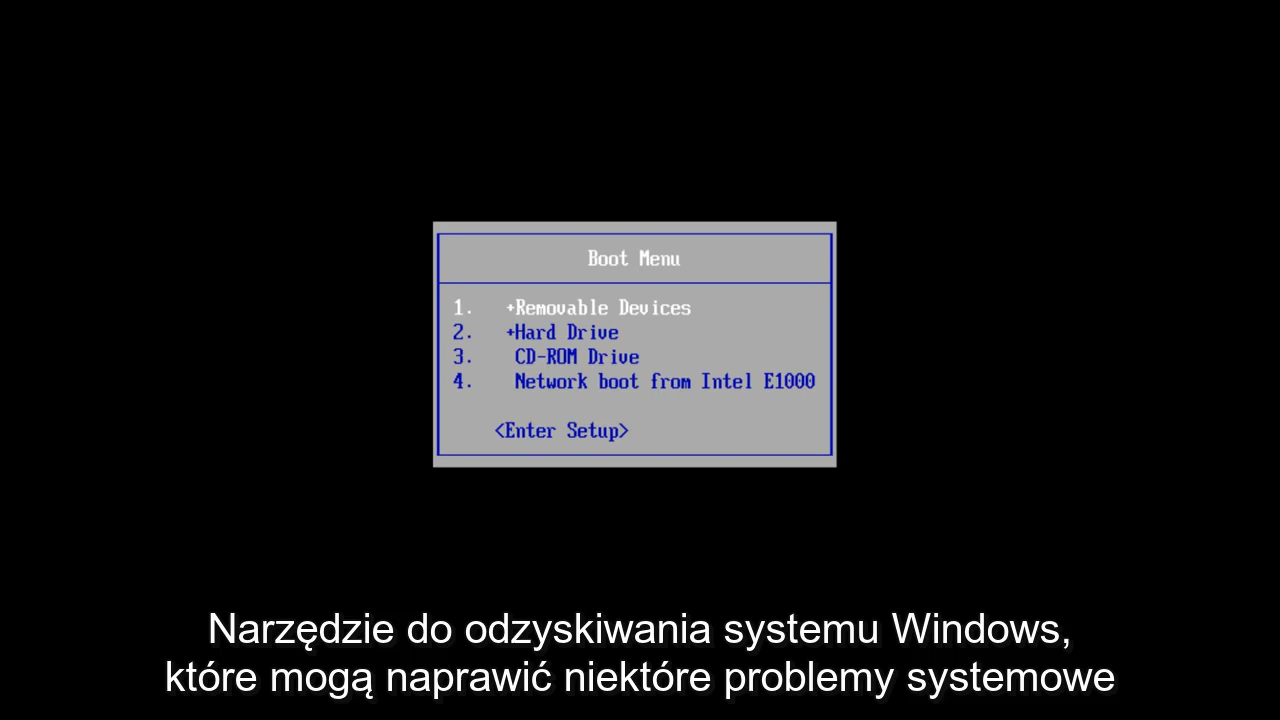 Boot Menu
1. +Removable Devices
2. +Hard Drive
3. CD-ROM Drive
4. Network boot from Intel E1000
<Enter Setup>
Narzędzie do odzyskiwania systemu Windows,
które mogą naprawić niektóre problemy systemowe